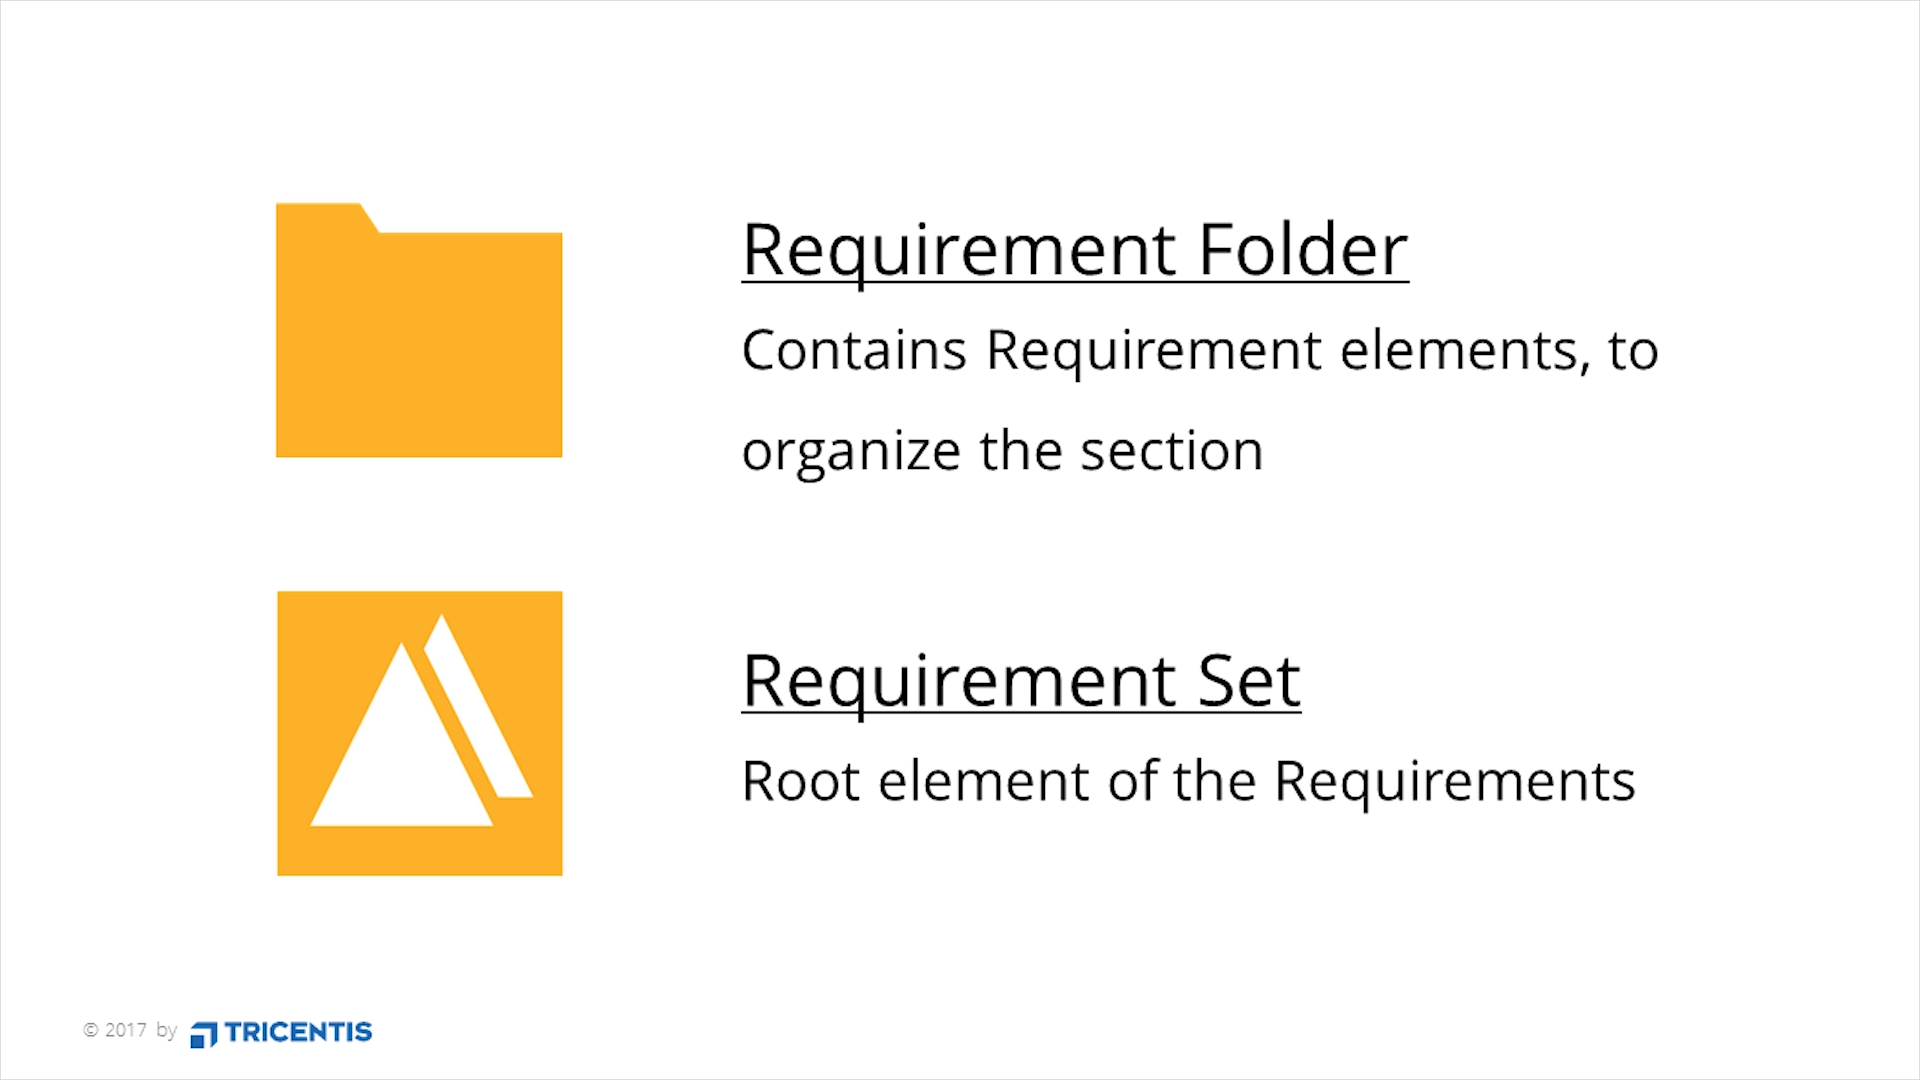 Requirement Folder
Contains Requirement elements, to
organize the section
Requirement Set
Root element of the Requirements
© 2017 by TRICENTIS